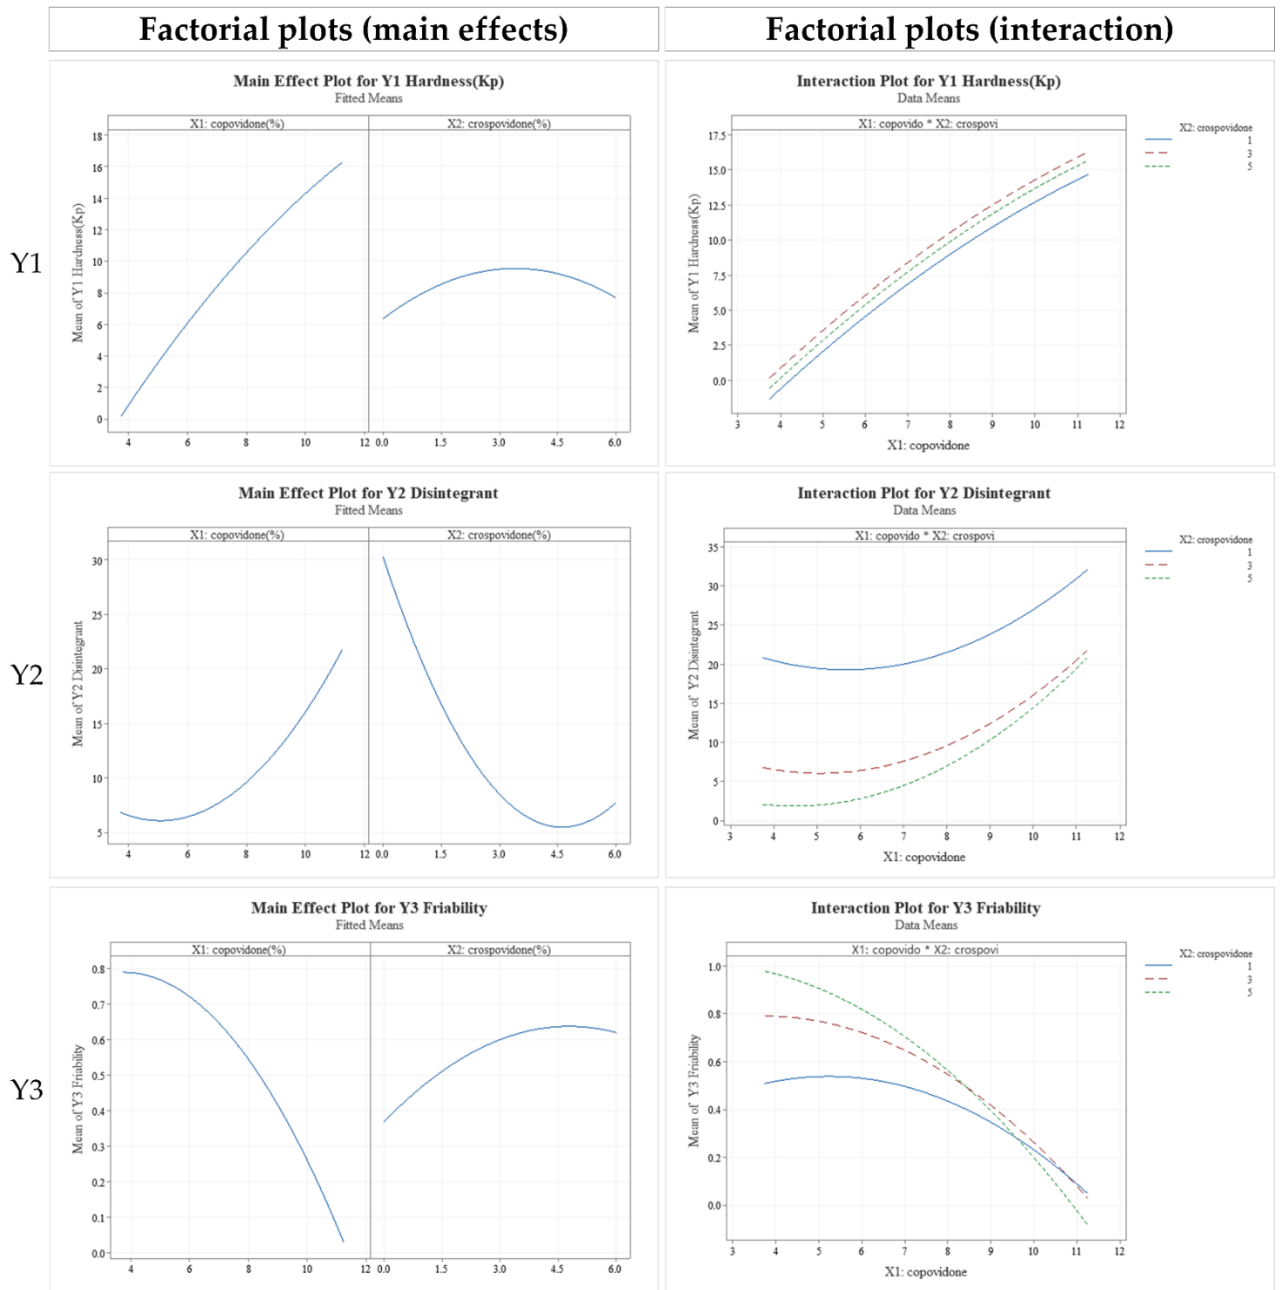 Factorial plots (main effects)
Factorial plots (interaction)
Y1
Main Effect Plot for Y1 Hardness(Kp)
Fitted Means
X1: copovidone(%)
X2: crospovidone(%)
Mean of Y1 Hardness(Kp)
18
16
14
12
10
8
6
4
2
0
4 6 8 10 12 0.0 1.5 3.0 4.5 6.0
Interaction Plot for Y1 Hardness(Kp)
Data Means
X1: copovido * X2: crospovi
Mean of Y1 Hardness(Kp)
17.5
15.0
12.5
10.0
7.5
5.0
2.5
0.0
3 4 5 6 7 8 9 10 11 12
X1: copovidone
X2: crospovidone
1
3
5
Y2
Main Effect Plot for Y2 Disintegrant
Fitted Means
X1: copovidone(%)
X2: crospovidone(%)
Mean of Y2 Disintegrant
30
25
20
15
10
5
4 6 8 10 12 0.0 1.5 3.0 4.5 6.0
Interaction Plot for Y2 Disintegrant
Data Means
X1: copovido * X2: crospovi
Mean of Y2 Disintegrant
35
30
25
20
15
10
5
0
3 4 5 6 7 8 9 10 11 12
X1: copovidone
X2: crospovidone
1
3
5
Y3
Main Effect Plot for Y3 Friability
Fitted Means
X1: copovidone(%)
X2: crospovidone(%)
Mean of Y3 Friability
0.8
0.7
0.6
0.5
0.4
0.3
0.2
0.1
0.0
4 6 8 10 12 0.0 1.5 3.0 4.5 6.0
Interaction Plot for Y3 Friability
Data Means
X1: copovido * X2: crospovi
Mean of Y3 Friability
1.0
0.8
0.6
0.4
0.2
0.0
3 4 5 6 7 8 9 10 11 12
X1: copovidone
X2: crospovidone
1
3
5